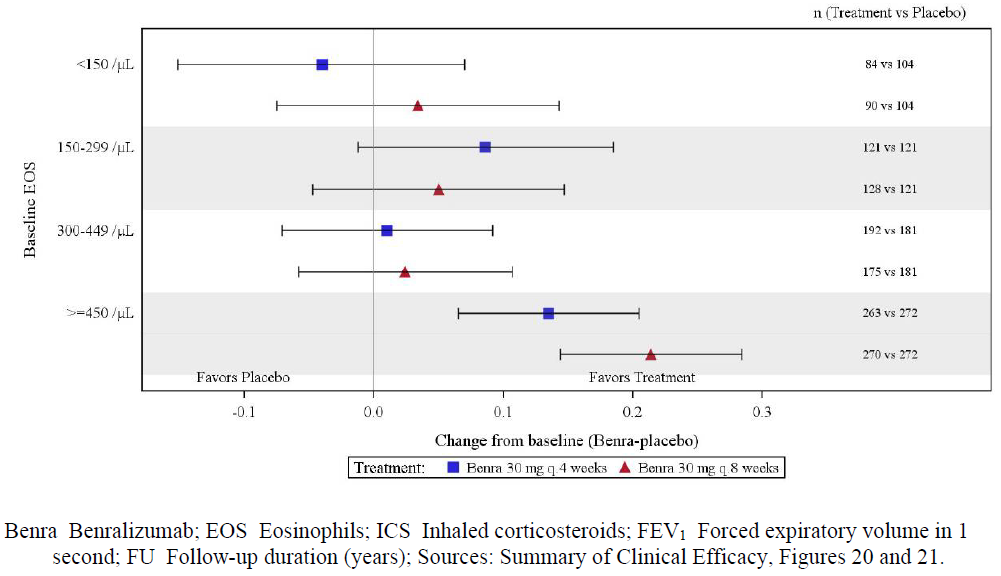 n (Treatment vs Placebo)
<150 /μL
84 vs 104
90 vs 104
150-299 /μL
121 vs 121
128 vs 121
Baseline EOS
300-449 /μL
192 vs 181
175 vs 181
>=450 /μL
263 vs 272
270 vs 272
Favors Placebo
Favors Treatment
-0.1
0.0
0.1
0.2
0.3
Change from baseline (Benra-placebo)
Treatment: Benra 30 mg q.4 weeks Benra 30 mg q.8 weeks
Benra Benralizumab; EOS Eosinophils; ICS Inhaled corticosteroids; FEV1 Forced expiratory volume in 1
second; FU Follow-up duration (years); Sources: Summary of Clinical Efficacy, Figures 20 and 21.